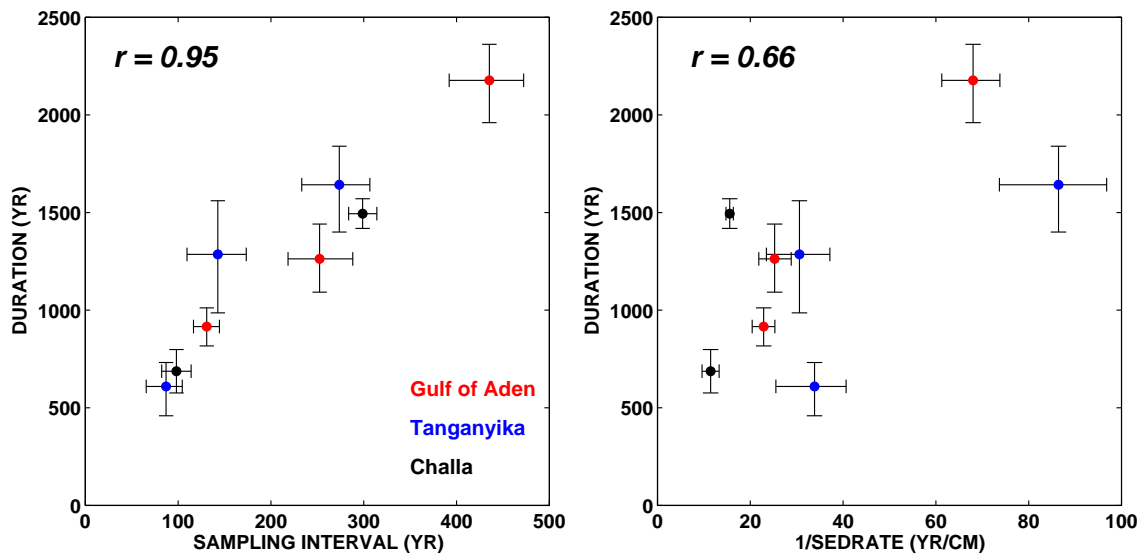 r = 0.95
2500
2000
1500
1000
500
0
DURATION (YR)
Gulf of Aden
Tanganyika
Challa
0 100 200 300 400 500
SAMPLING INTERVAL (YR)
r = 0.66
2500
2000
1500
1000
500
0
DURATION (YR)
0 20 40 60 80 100
1/SEDRATE (YR/CM)